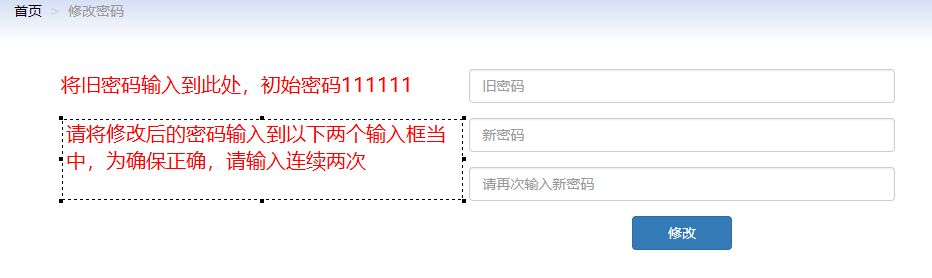 首页 > 修改密码
将旧密码输入到此处，初始密码111111
旧密码
请将修改后的密码输入到以下两个输入框当
中，为确保正确，请输入连续两次
新密码
请再次输入新密码
修改